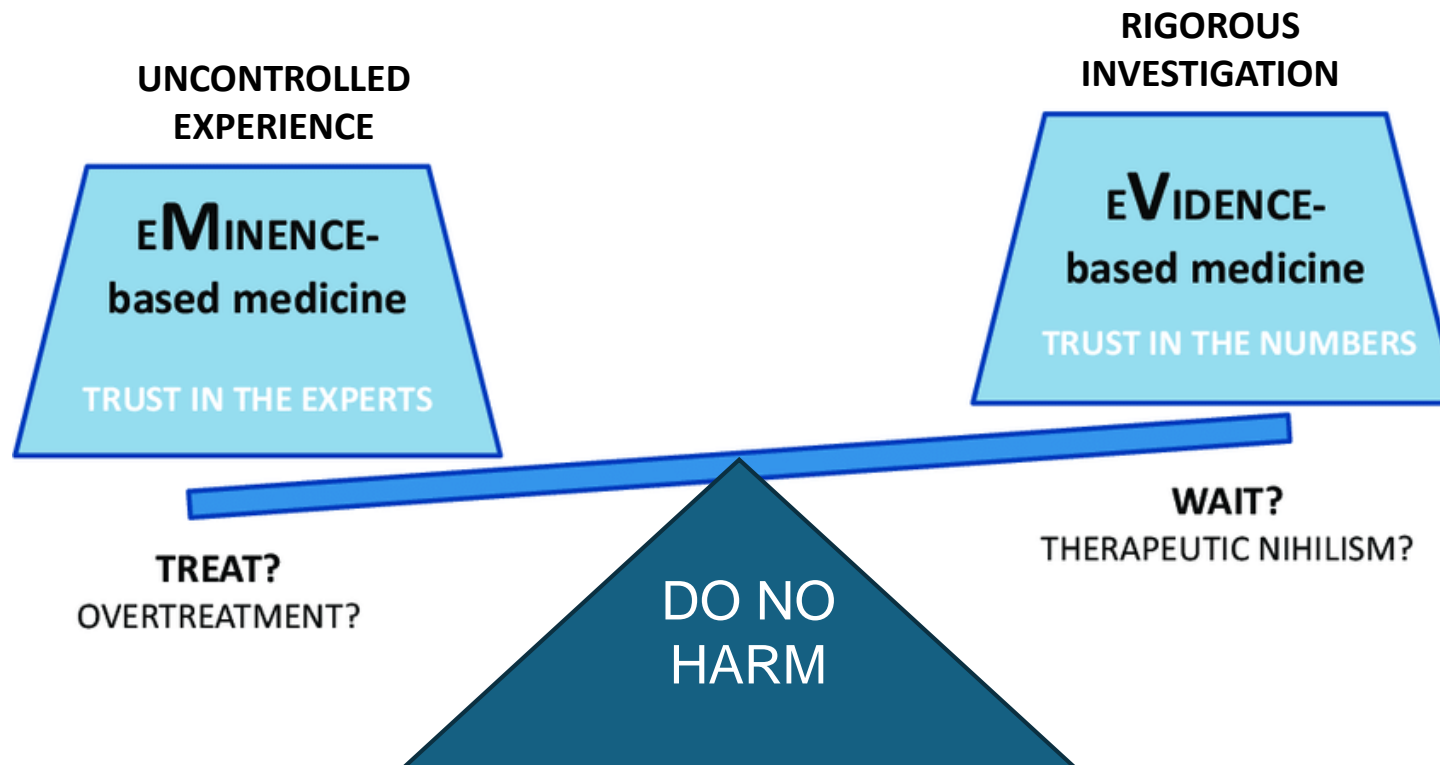 UNCONTROLLED
EXPERIENCE
EMINENCE-
based medicine
TRUST IN THE EXPERTS
RIGOROUS
INVESTIGATION
EVIDENCE-
based medicine
TRUST IN THE NUMBERS
TREAT?
OVERTREATMENT?
WAIT?
THERAPEUTIC NIHILISM?
DO NO
HARM